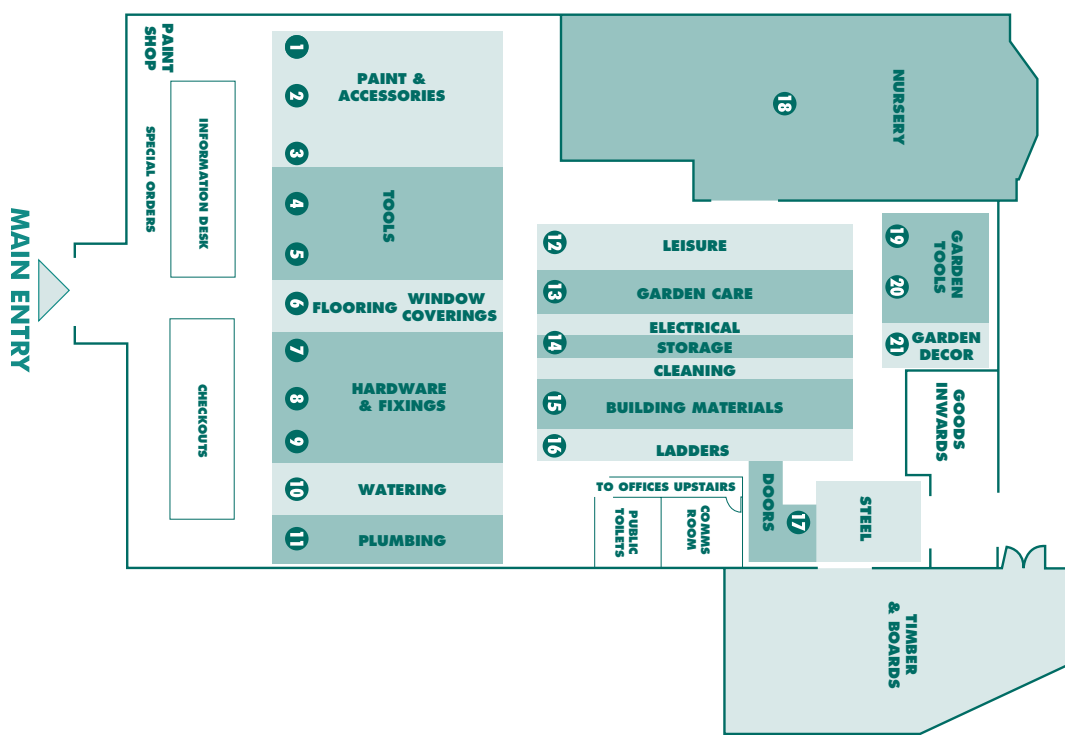 PAINT
SHOP
SPECIAL ORDERS
INFORMATION DESK
MAIN ENTRY
CHECKOUTS
1
2
3
PAINT &
ACCESSORIES
4
5
TOOLS
6
FLOORING
WINDOW
COVERINGS
7
8
9
HARDWARE
& FIXINGS
10
WATERING
11
PLUMBING
18
NURSERY
12
LEISURE
13
GARDEN CARE
14
ELECTRICAL
STORAGE
CLEANING
15
BUILDING MATERIALS
16
LADDERS
TO OFFICES UPSTAIRS
PUBLIC
TOILETS
COMMS
ROOM
DOORS
17
STEEL
19
20
GARDEN
TOOLS
21
GARDEN
DECOR
GOODS
INWARDS
TIMBER
& BOARDS